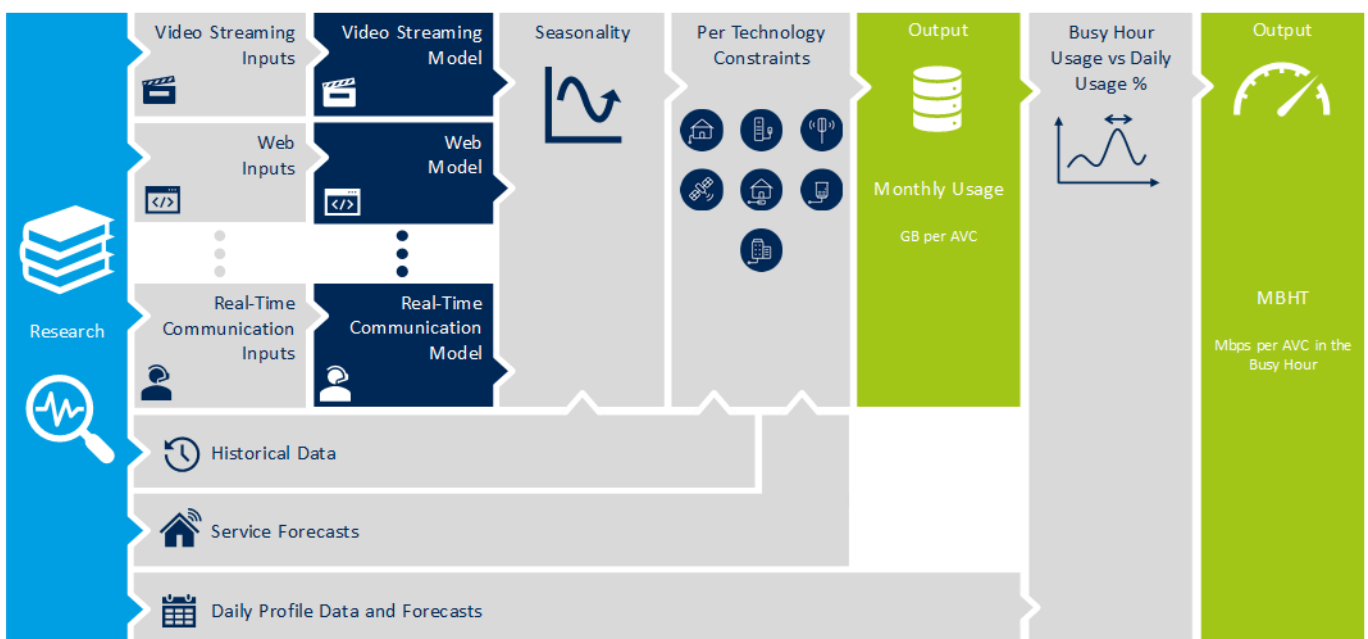 Research
Video Streaming
Inputs
Video Streaming
Model
Web
Inputs
</>
Web
Model
</>
Real-Time
Communication
Inputs
Real-Time
Communication
Model
Seasonality
Per Technology
Constraints
Output
Monthly Usage
GB per AVC
Busy Hour
Usage vs Daily
Usage %
Output
MBHT
Mbps per AVC in the
Busy Hour
Historical Data
Service Forecasts
Daily Profile Data and Forecasts